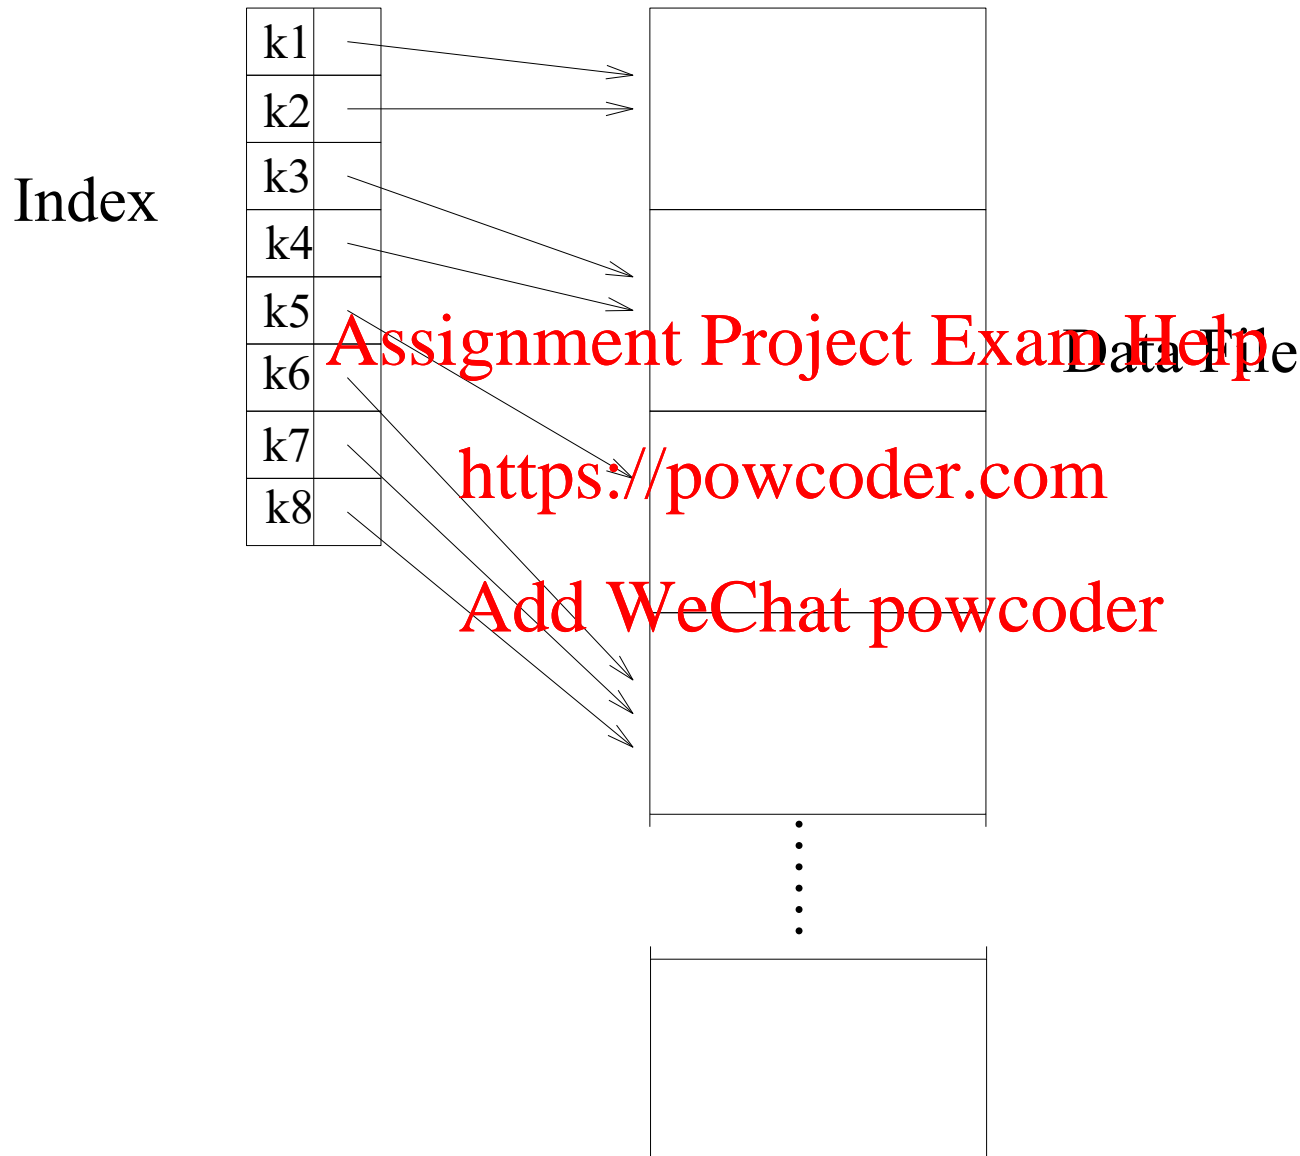 k1
k2
k3
Index
k4
k5
Assignment Project Exam Help
Data File
k6
k7
https://powcoder.com
k8
Add WeChat powcoder